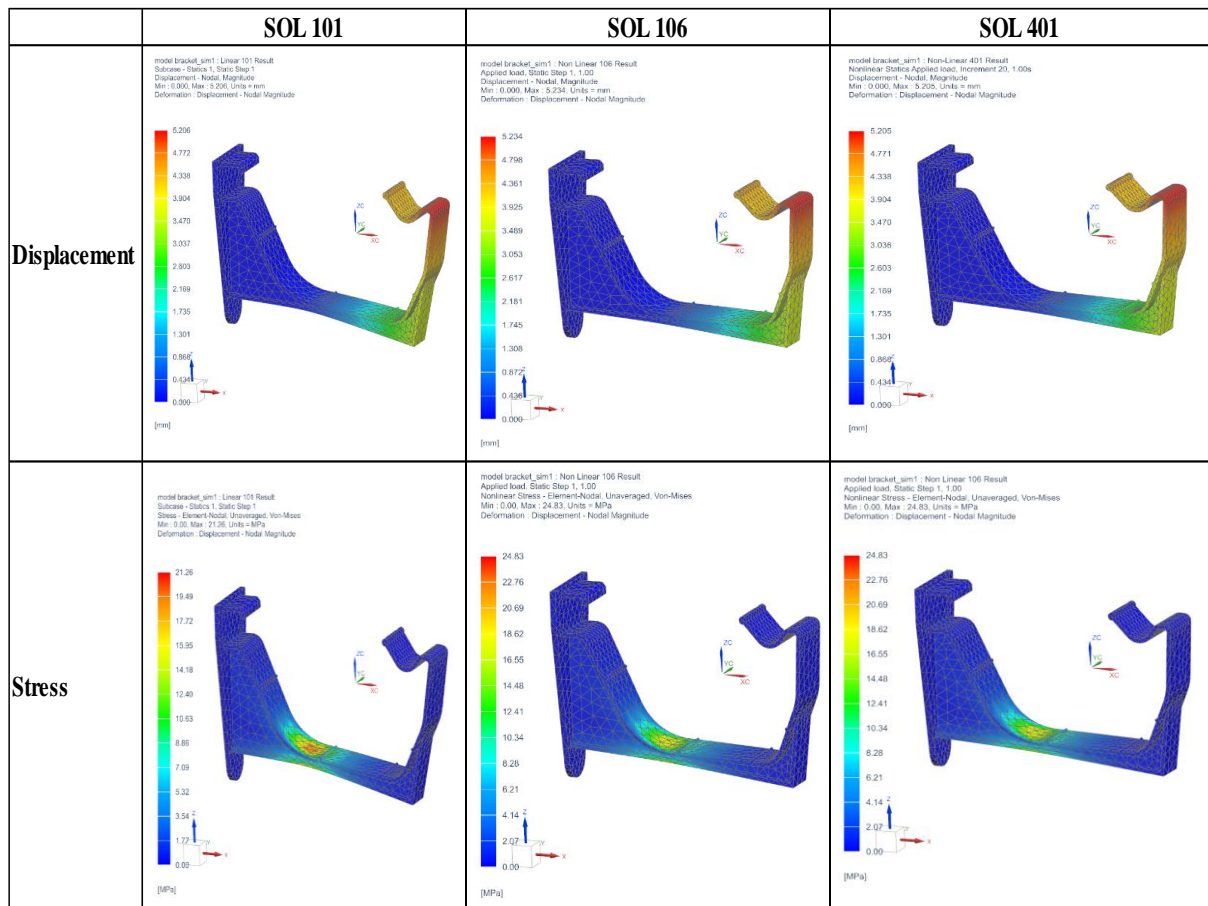 SOL 101
SOL 106
SOL 401
Displacement
model bracket_sim1 : Linear 101 Result
Subcase - Statics 1, Static Step 1
Displacement - Nodal, Magnitude
Min : 0.000, Max : 5.206, Units = mm
Deformation : Displacement - Nodal Magnitude
5.206
4.772
4.338
3.904
3.470
3.037
2.603
2.169
1.735
1.301
0.868
0.434
0.000
[mm]
ZC
YC
XC
Z
Y
X
model bracket_sim1 : Non Linear 106 Result
Applied load, Static Step 1, 1.00
Displacement - Nodal, Magnitude
Min : 0.000, Max : 5.234, Units = mm
Deformation : Displacement - Nodal Magnitude
5.234
4.798
4.361
3.925
3.489
3.053
2.617
2.181
1.745
1.308
0.872
0.436
0.000
[mm]
ZC
YC
XC
Z
Y
X
model bracket_sim1 : Non-Linear 401 Result
Nonlinear Statics Applied load, Increment 20, 1.00s
Displacement - Nodal, Magnitude
Min : 0.000, Max : 5.205, Units = mm
Deformation : Displacement - Nodal Magnitude
5.205
4.771
4.338
3.904
3.470
3.036
2.603
2.169
1.735
1.301
0.868
0.434
0.000
[mm]
ZC
YC
XC
Z
Y
X
Stress
model bracket_sim1 : Linear 101 Result
Subcase - Statics 1, Static Step 1
Stress - Element-Nodal, Unaveraged, Von-Mises
Min : 0.00, Max : 21.26, Units = MPa
Deformation : Displacement - Nodal Magnitude
21.26
19.49
17.72
15.95
14.18
12.40
10.63
8.86
7.09
5.32
3.54
1.77
0.00
[MPa]
ZC
YC
XC
Z
Y
X
model bracket_sim1 : Non Linear 106 Result
Applied load, Static Step 1, 1.00
Nonlinear Stress - Element-Nodal, Unaveraged, Von-Mises
Min : 0.00, Max : 24.83, Units = MPa
Deformation : Displacement - Nodal Magnitude
24.83
22.76
20.69
18.62
16.55
14.48
12.41
10.34
8.28
6.21
4.14
2.07
0.00
[MPa]
ZC
YC
XC
Z
Y
X
model bracket_sim1 : Non Linear 106 Result
Applied load, Static Step 1, 1.00
Nonlinear Stress - Element-Nodal, Unaveraged, Von-Mises
Min : 0.00, Max : 24.83, Units = MPa
Deformation : Displacement - Nodal Magnitude
24.83
22.76
20.69
18.62
16.55
14.48
12.41
10.34
8.28
6.21
4.14
2.07
0.00
[MPa]
ZC
YC
XC
Z
Y
X